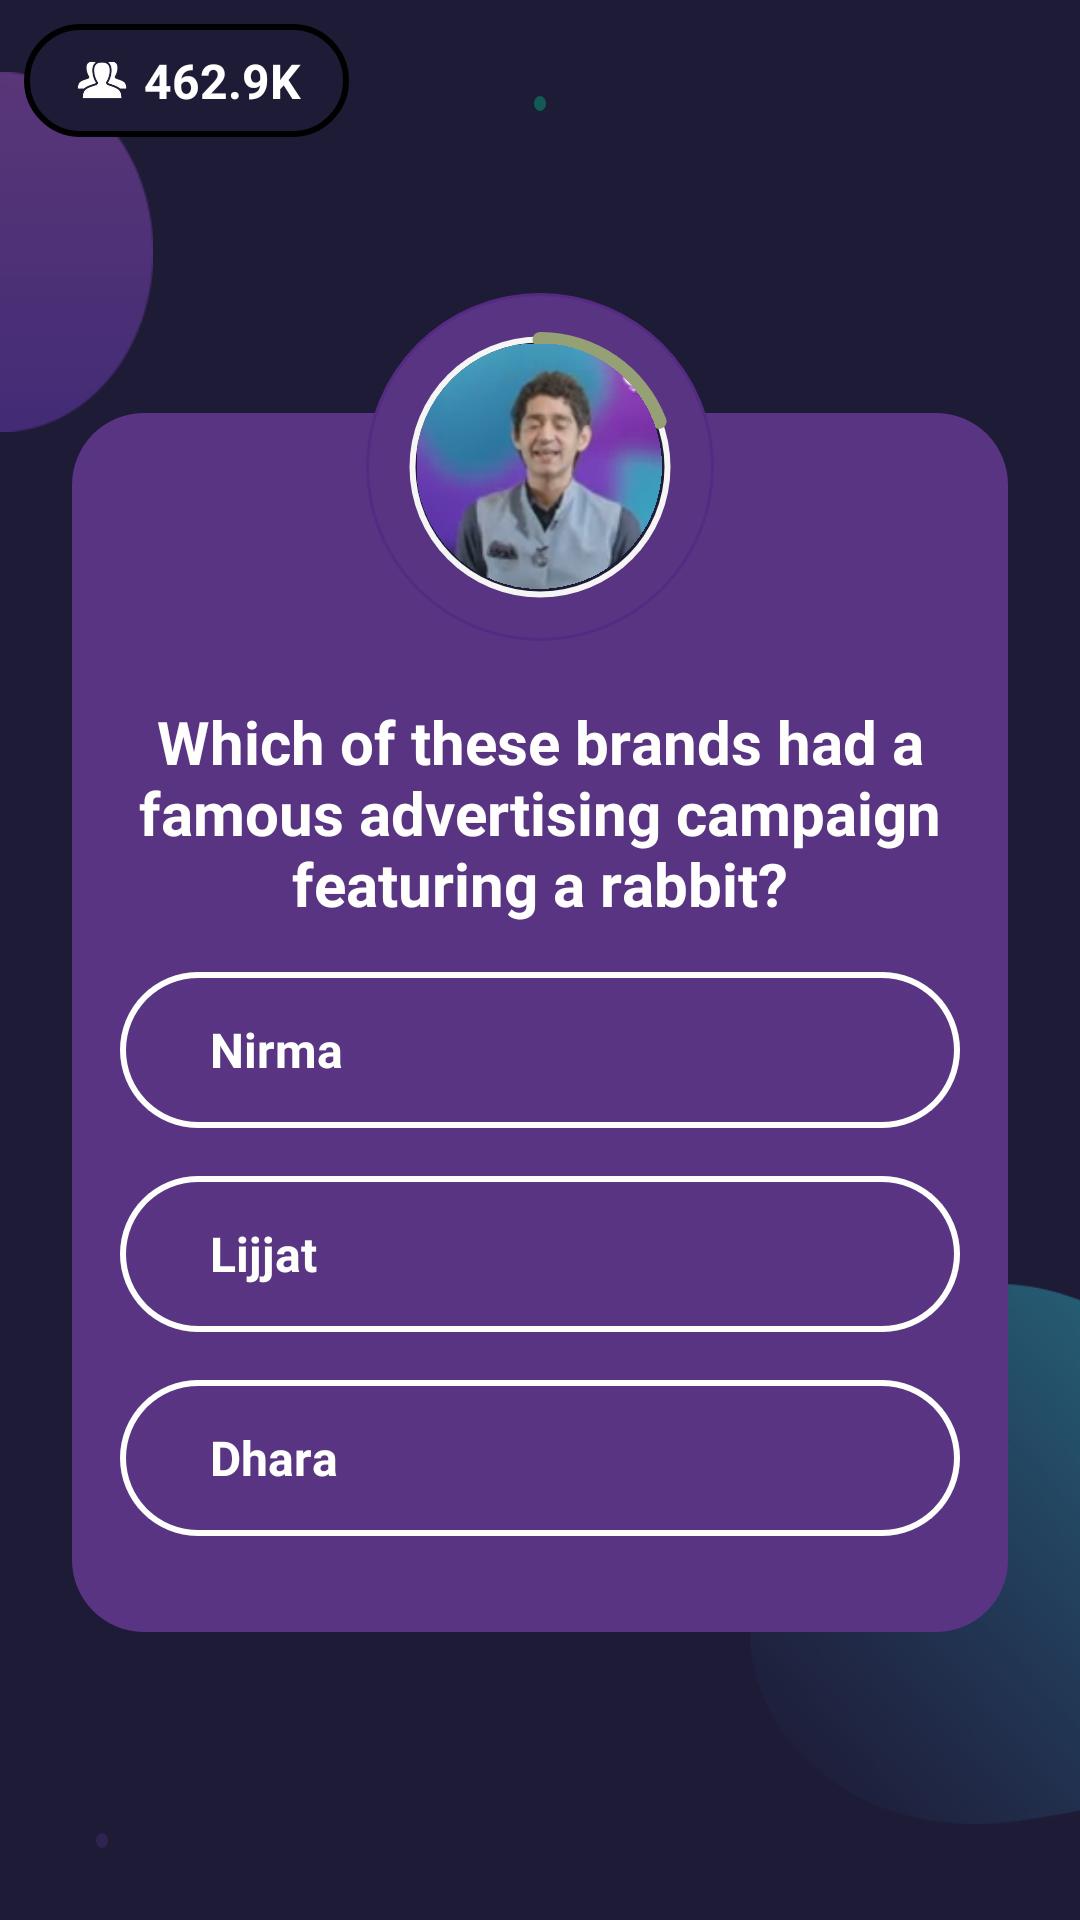 462.9K
Which of these brands had a
famous advertising campaign
featuring a rabbit?
Nirma
Lijjat
Dhara